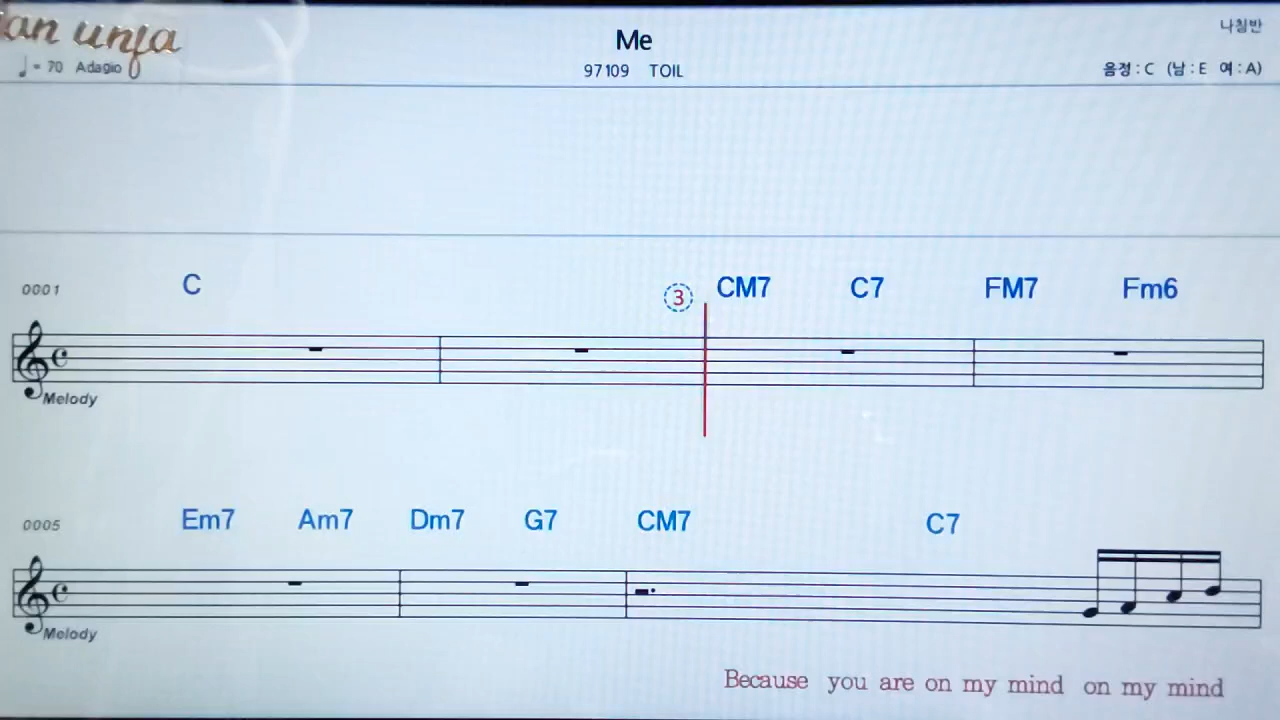 an unja
Me
나침반
♩= 70 Adagio
97109 TOIL
음정 : C (남 : E 여 : A)
0001 C ③ CM7 C7 FM7 Fm6
Melody
0005 Em7 Am7 Dm7 G7 CM7 C7
Melody
Because you are on my mind on my mind